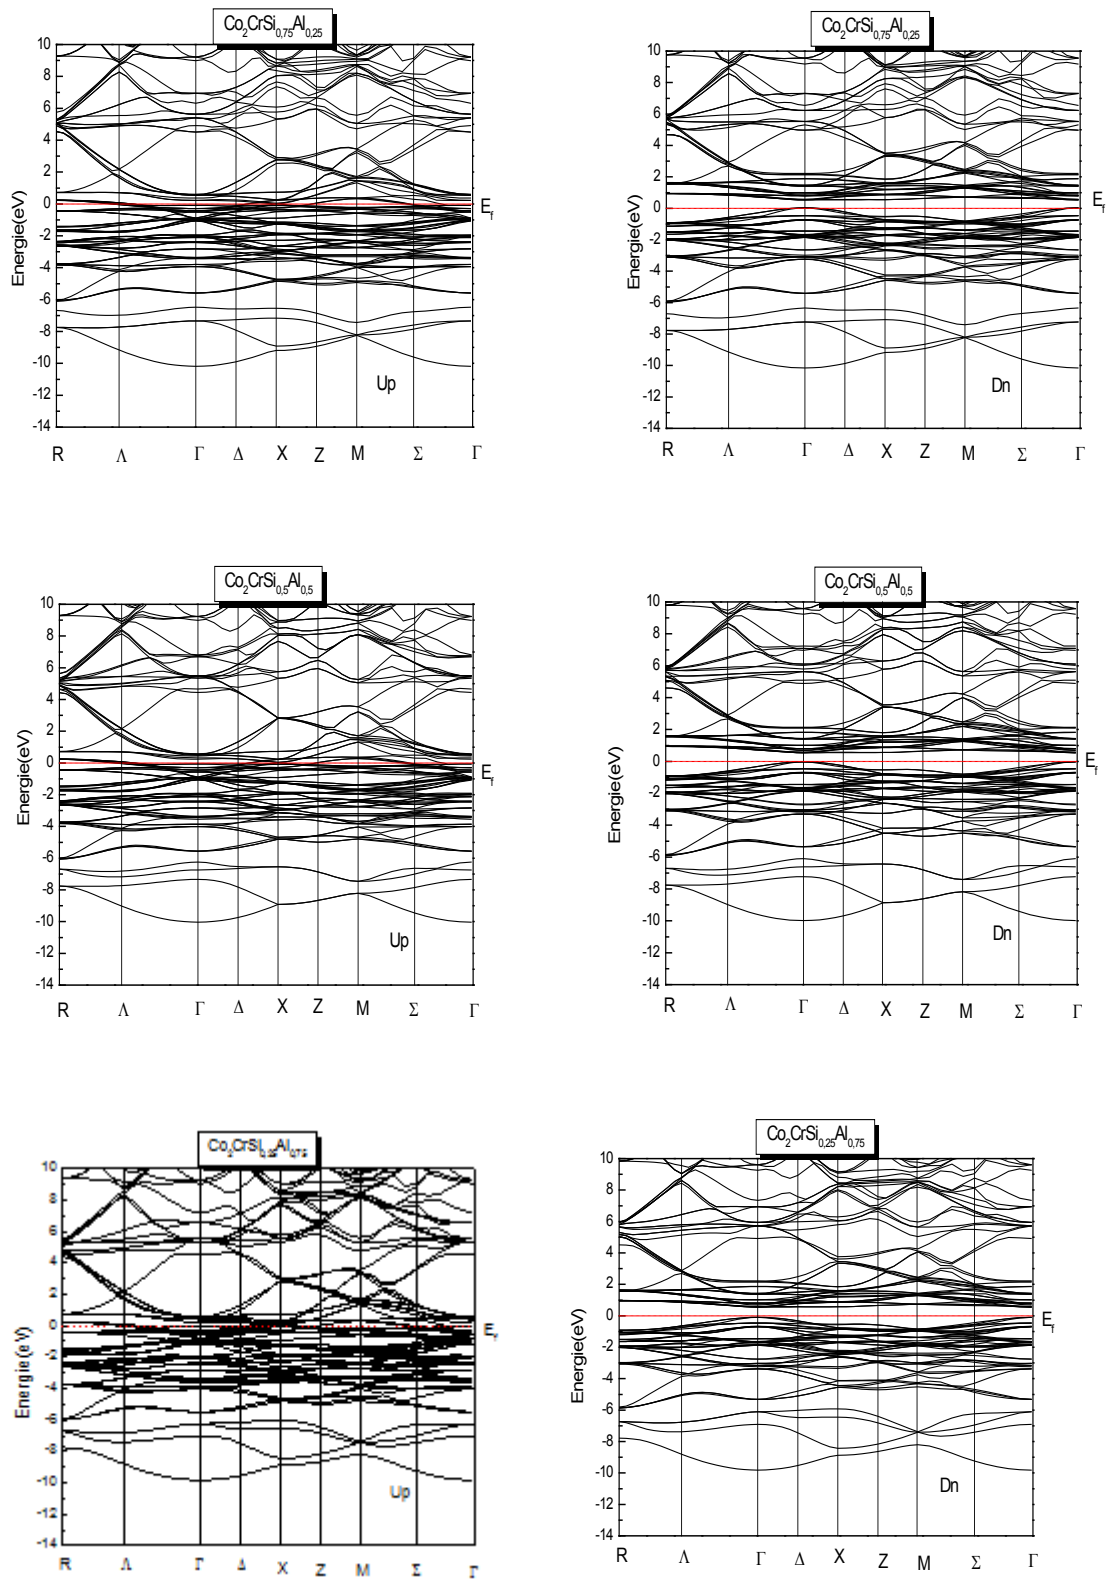 Co2CrSi0,75Al0,25
Energie(eV)
10
8
6
4
2
0
-2
-4
-6
-8
-10
-12
-14
Ef
Up
R Λ Γ Δ X Z M Σ Γ
Co2CrSi0,75Al0,25
Energie(eV)
10
8
6
4
2
0
-2
-4
-6
-8
-10
-12
-14
Ef
Dn
R Λ Γ Δ X Z M Σ Γ
Co2CrSi0,5Al0,5
Energie(eV)
10
8
6
4
2
0
-2
-4
-6
-8
-10
-12
-14
Ef
Up
R Λ Γ Δ X Z M Σ Γ
Co2CrSi0,5Al0,5
Energie(eV)
10
8
6
4
2
0
-2
-4
-6
-8
-10
-12
-14
Ef
Dn
R Λ Γ Δ X Z M Σ Γ
Co2CrSi0,25Al0,75
Energie(eV)
10
8
6
4
2
0
-2
-4
-6
-8
-10
-12
-14
Ef
Up
R Λ Γ Δ X Z M Σ Γ
Co2CrSi0,25Al0,75
Energie(eV)
10
8
6
4
2
0
-2
-4
-6
-8
-10
-12
-14
Ef
Dn
R Λ Γ Δ X Z M Σ Γ